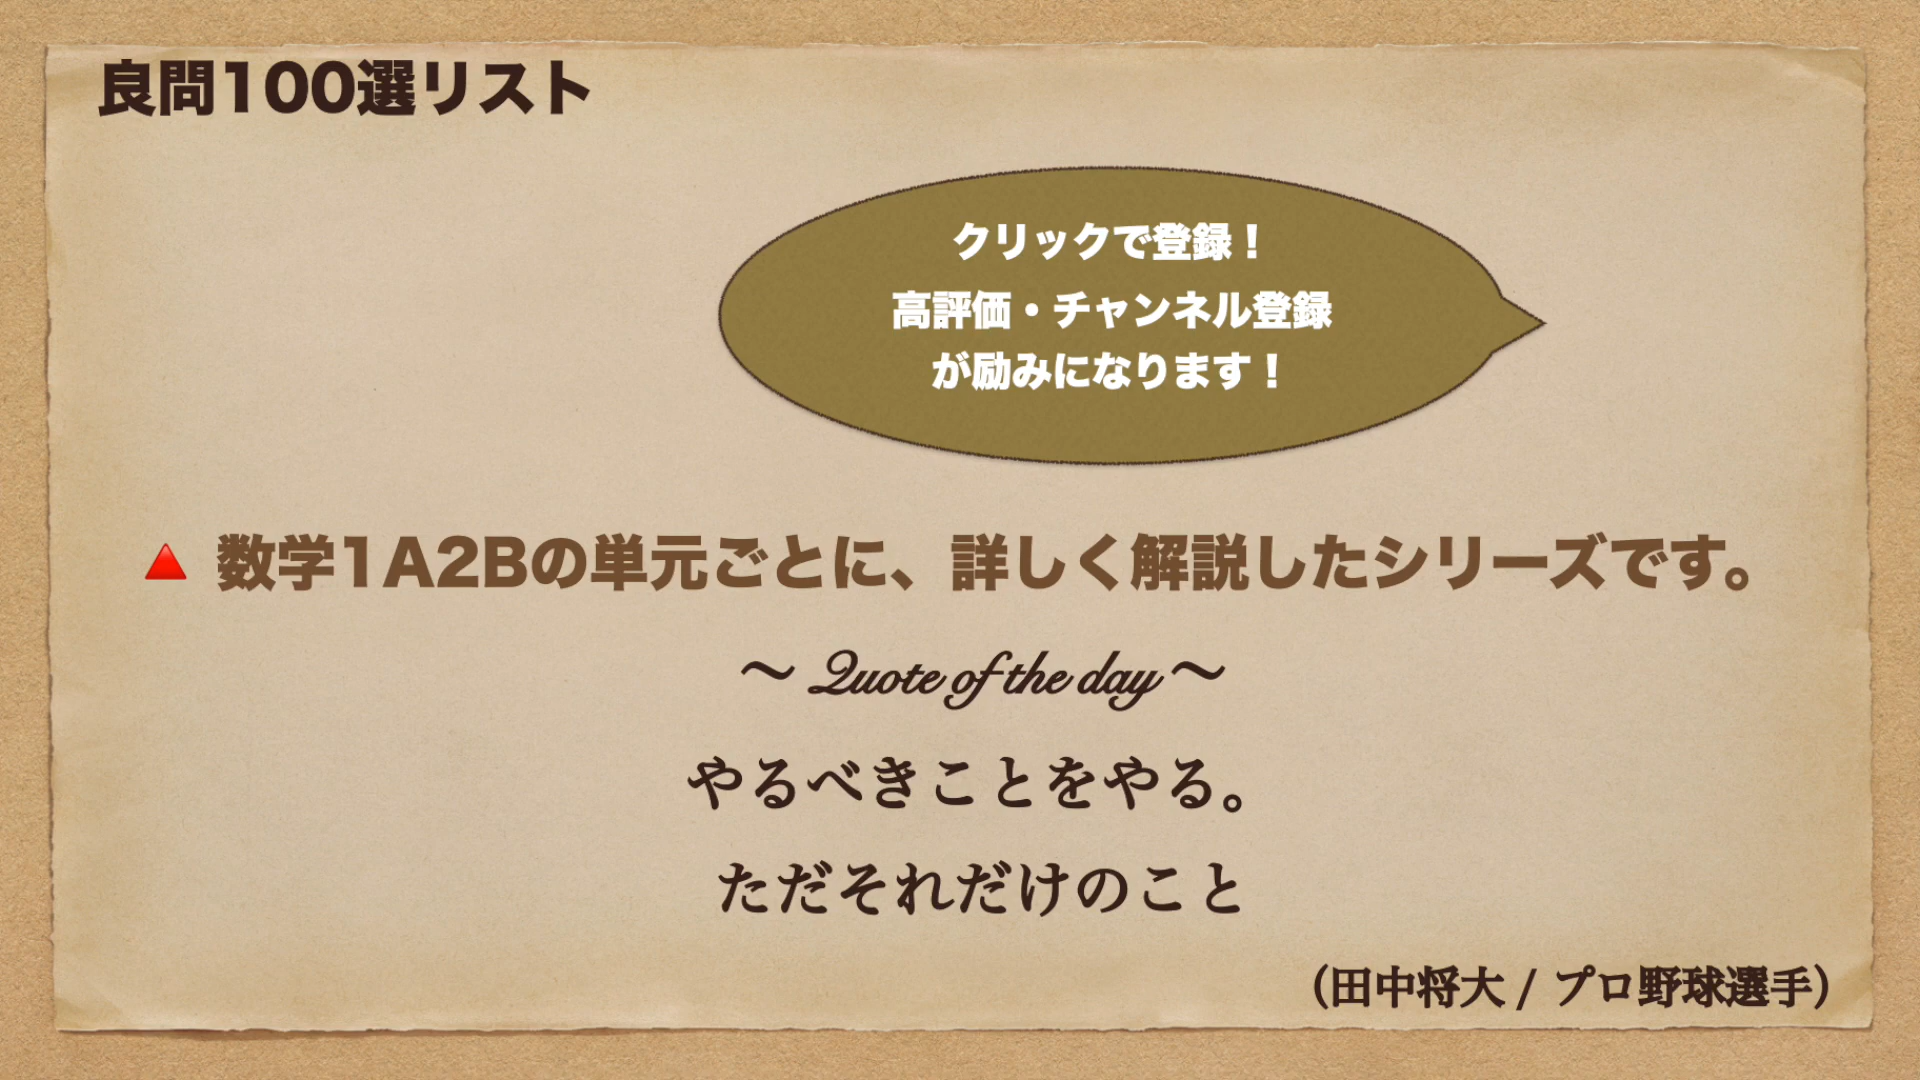 良問100選リスト
クリックで登録！
高評価・チャンネル登録
が励みになります！
🔺 数学1A2Bの単元ごとに、詳しく解説したシリーズです。
〜 Quote of the day 〜
やるべきことをやる。
ただそれだけのこと
（田中将大 / プロ野球選手）